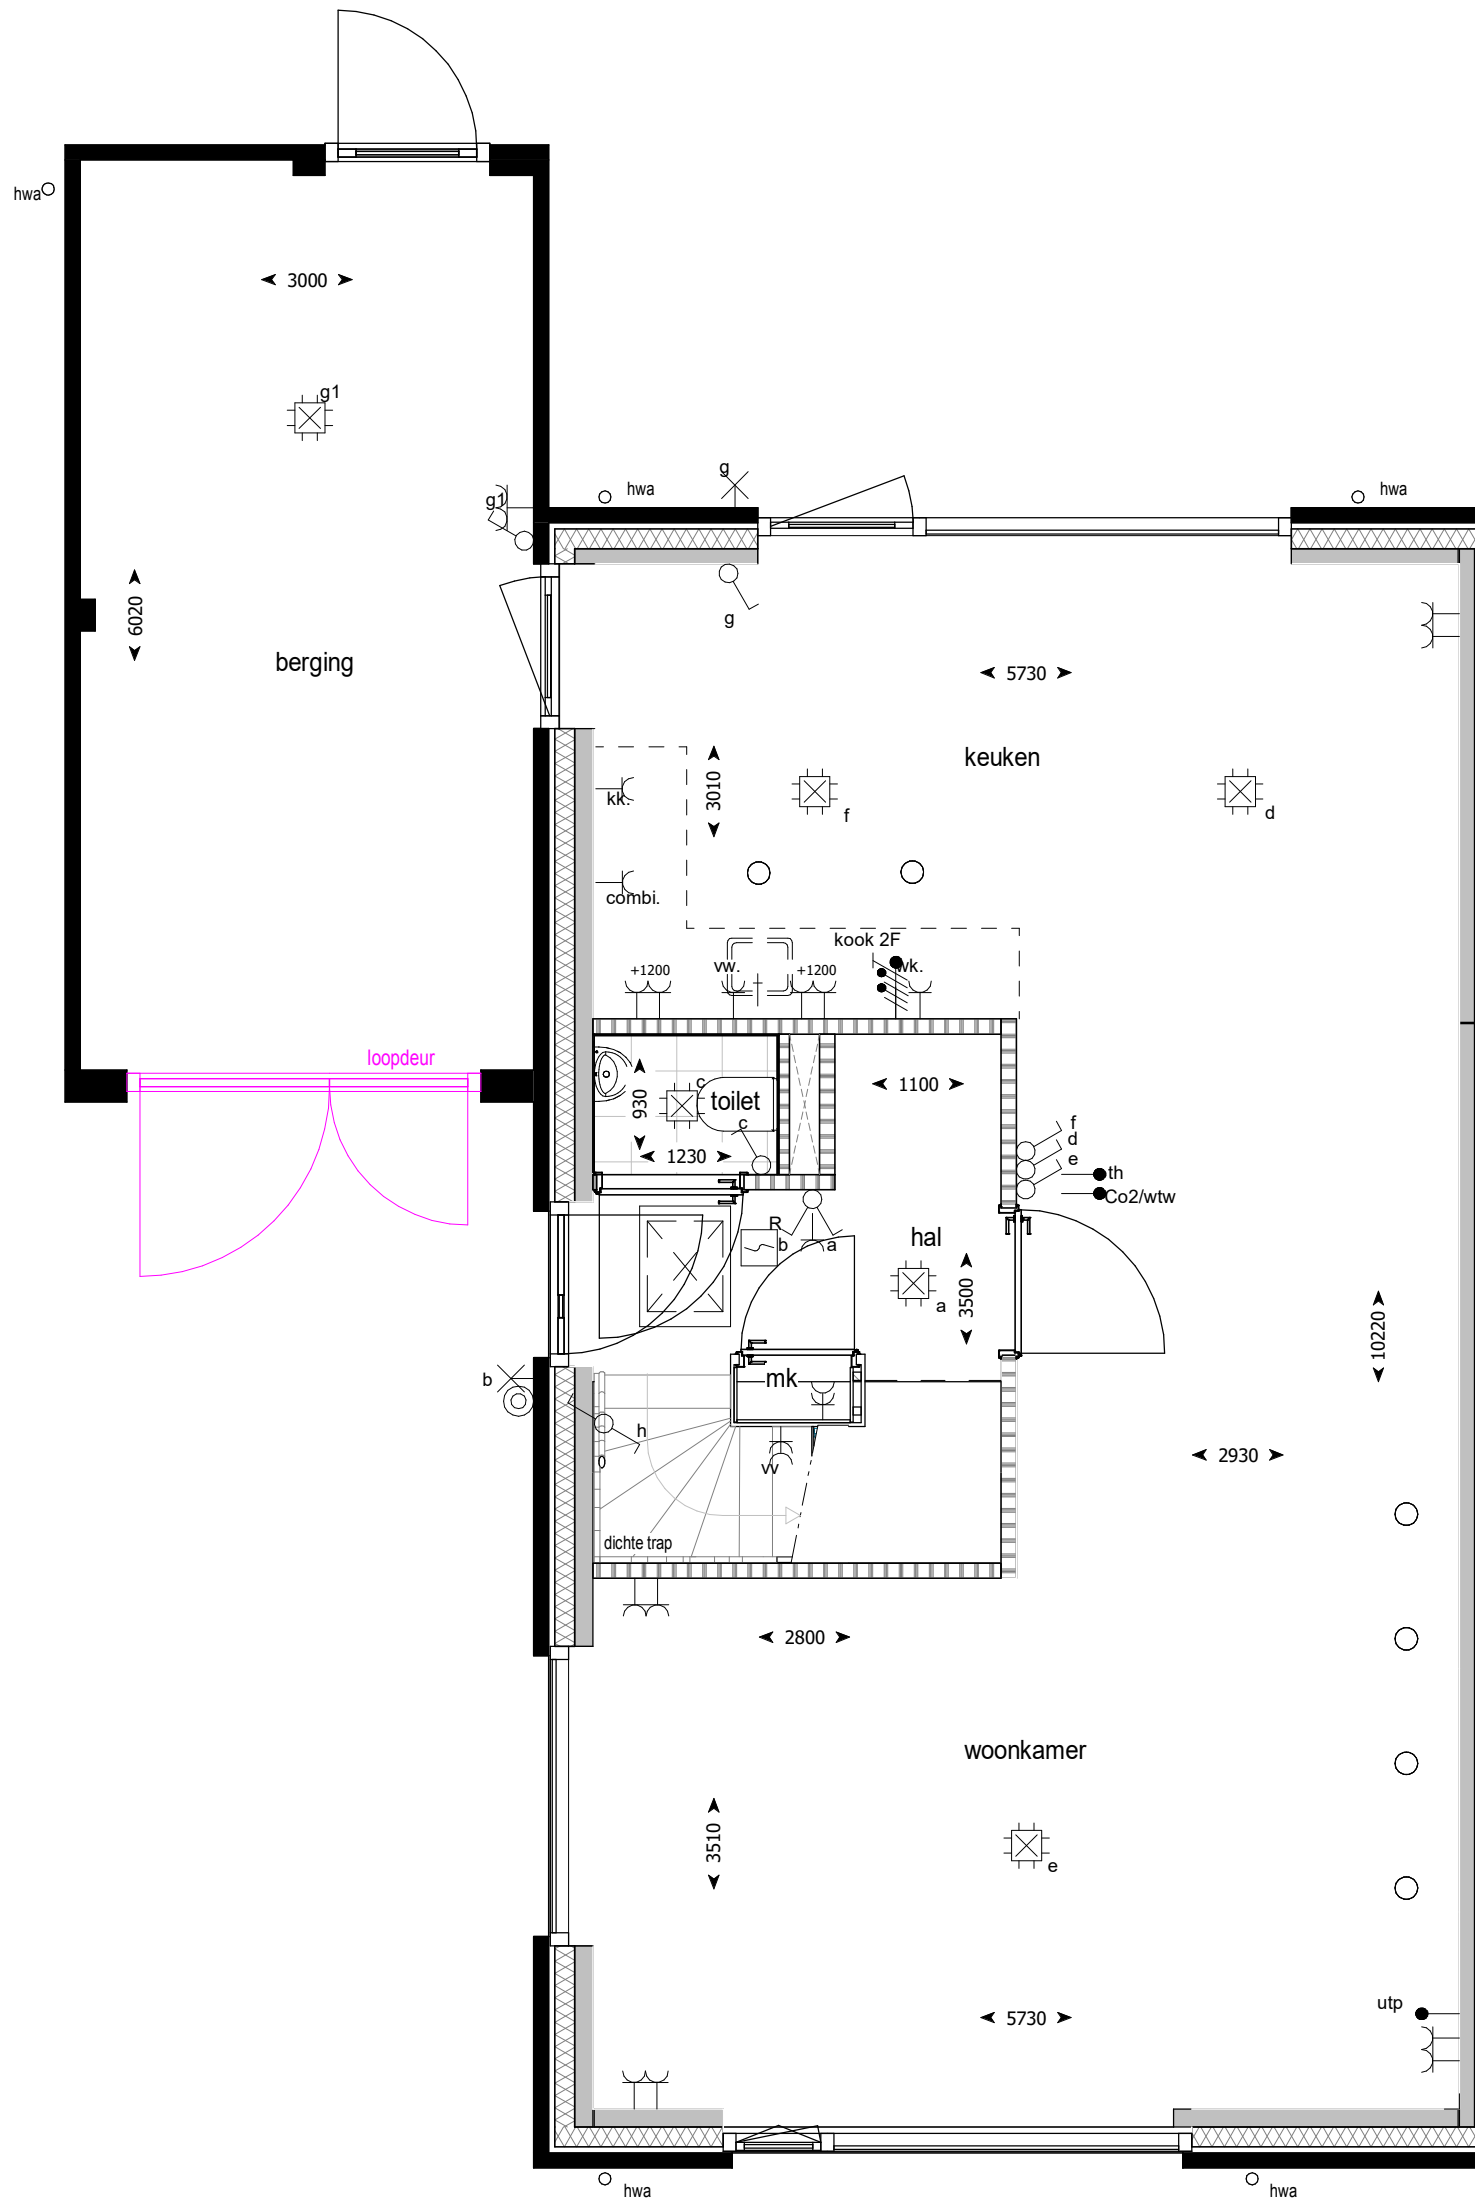 hwa
3000
g1
g
hwa
hwa
g1
g
6020
berging
5730
keuken
3010
kk.
f
d
combi.
kook 2F
+1200
vw.
+1200
wk.
loopdeur
c
930
toilet
1100
c
1230
f
d
e
th
Co2/wtw
R
b
a
hal
a
3500
10220
mk
b
h
0
vv
2930
dichte trap
2800
woonkamer
3510
e
utp
5730
hwa
hwa